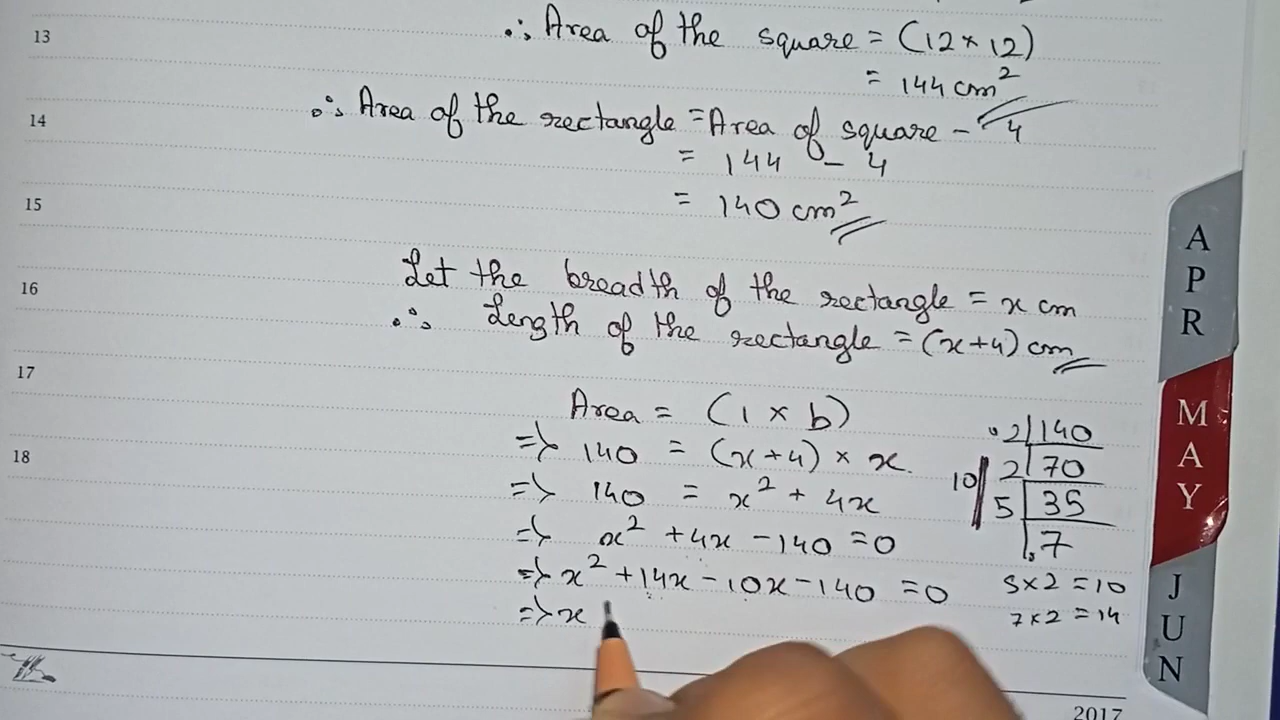 13
∴ Area of the square = (12 × 12)
= 144 cm²
14
∴ Area of the rectangle = Area of square - 4
= 144 - 4
= 140 cm²
15
Let the breadth of the rectangle = x cm
16
∴ Length of the rectangle = (x+4) cm
17
Area = (l × b)
18
=> 140 = (x+4) × x
=> 140 = x² + 4x
=> x² + 4x - 140 = 0
=> x² + 14x - 10x - 140 = 0
=> x
2 140
10 2 70
5 35
7
5 × 2 = 10
7 × 2 = 14
APR
MAY
JUN
2017